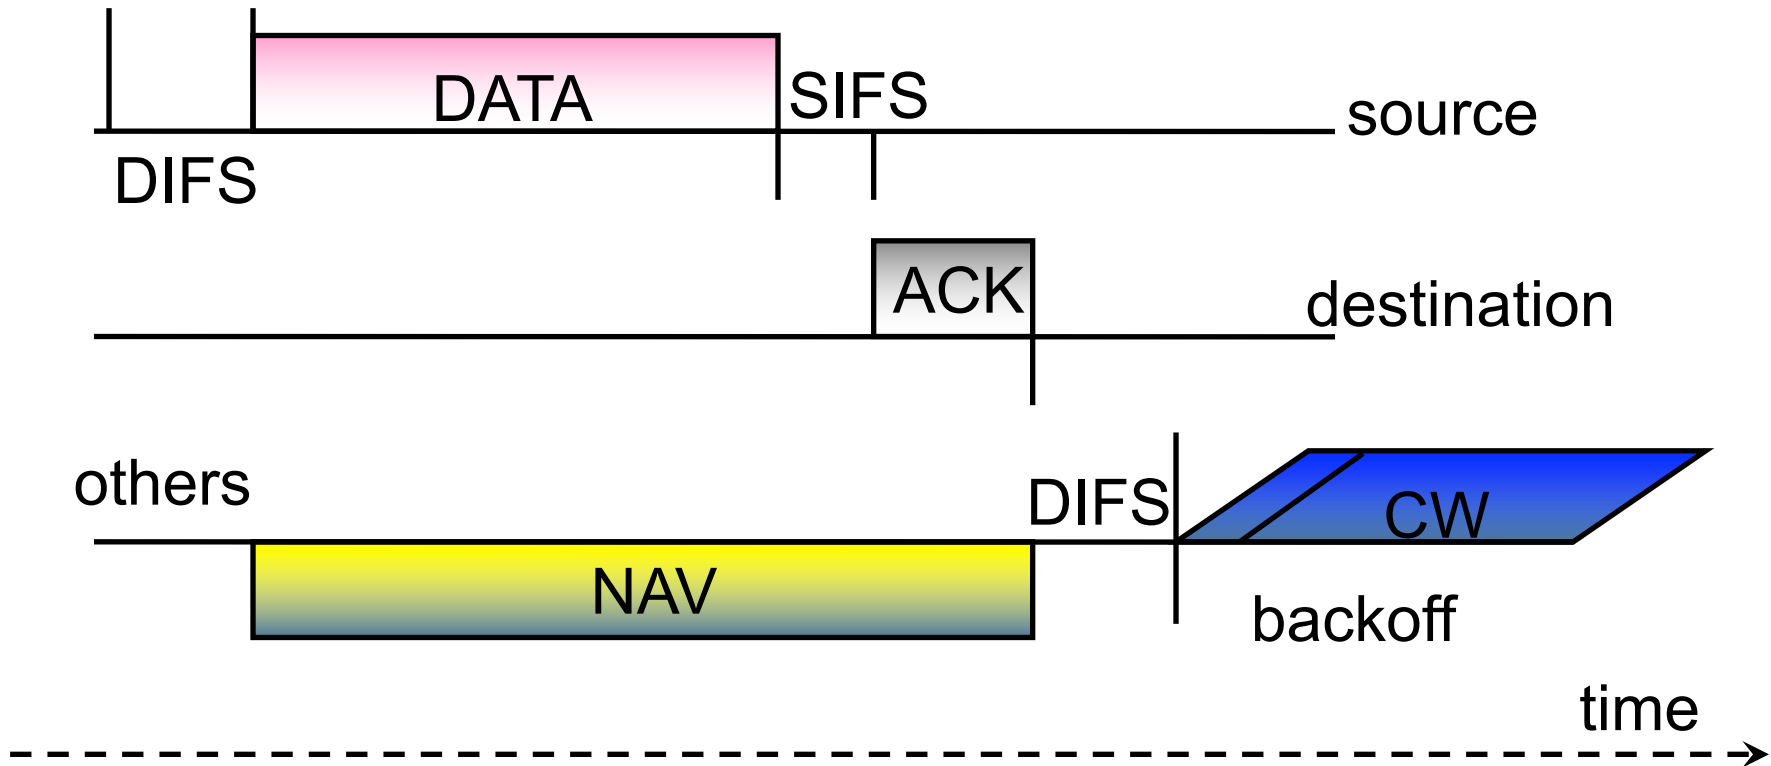 DATA
SIFS
source
DIFS
ACK
destination
others
DIFS
CW
NAV
backoff
time